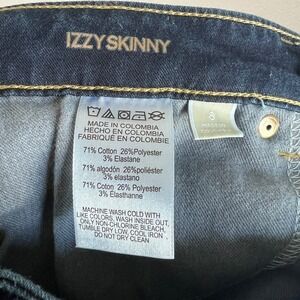 IZZY SKINNY
MADE IN COLOMBIA
HECHO EN COLOMBIA
FABRIQUÉ EN COLOMBIE
71% Cotton 26%Polyester
3% Elastane
71% algodón 26%poliéster
3% elastano
71% Cotton 26% Polyester
3% Elasthanne
MACHINE WASH COLD WITH
LIKE COLORS, WASH INSIDE OUT,
ONLY NON-CHLORINE BLEACH,
TUMBLE DRY LOW, COOL IRON
DO NOT DRY CLEAN